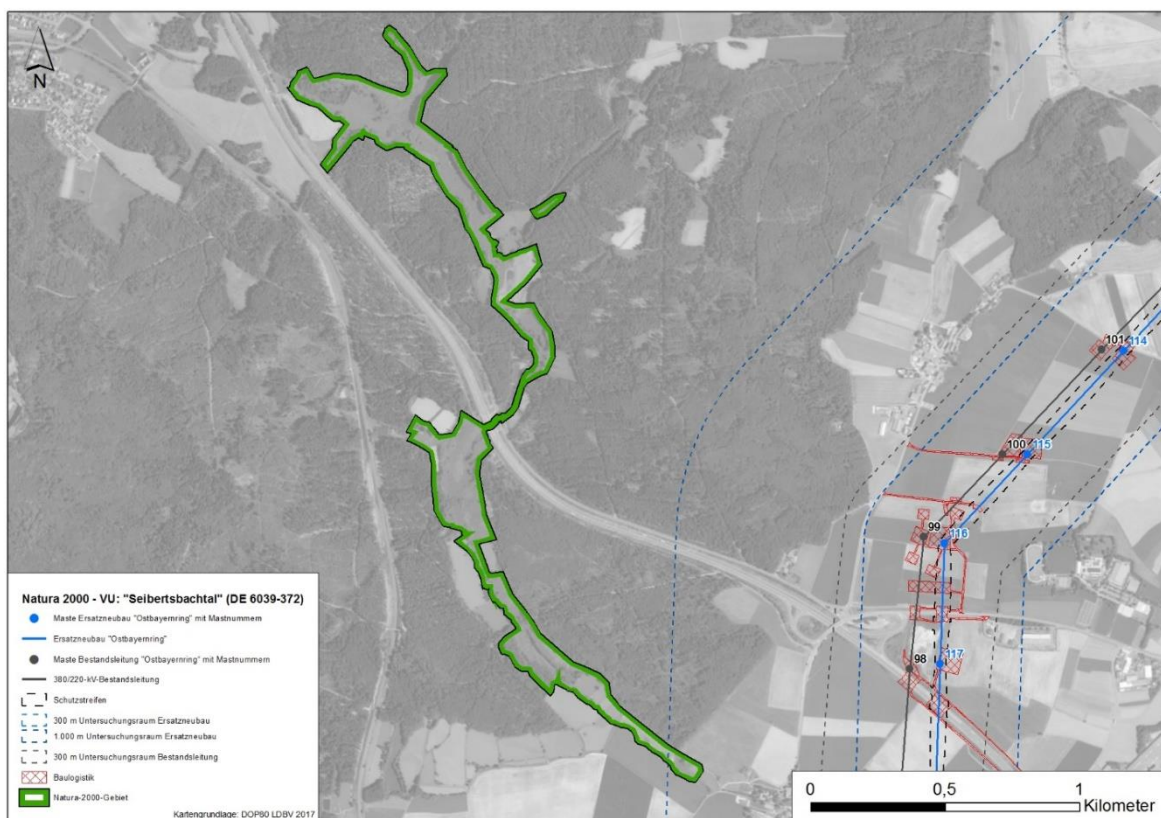 N
101
114
100
115
99
116
98
117
Natura 2000 - VU: "Seibertsbachtal" (DE 6039-372)
Maste Ersatzneubau "Ostbayernring" mit Mastnummern
Ersatzneubau "Ostbayernring"
Maste Bestandsleitung "Ostbayernring" mit Mastnummern
380/220-kV-Bestandsleitung
Schutzstreifen
300 m Untersuchungsraum Ersatzneubau
1.000 m Untersuchungsraum Ersatzneubau
300 m Untersuchungsraum Bestandsleitung
Baulogistik
Natura-2000-Gebiet
Kartengrundlage: DOP80 LDBV 2017
0 0,5 1
Kilometer